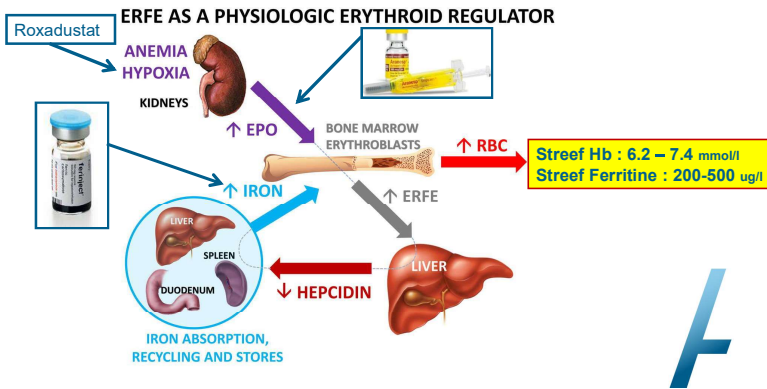 ERFE AS A PHYSIOLOGIC ERYTHROID REGULATOR
Roxadustat
ANEMIA
HYPOXIA
KIDNEYS
↑ EPO
BONE MARROW
ERYTHROBLASTS
↑ RBC
Streef Hb : 6.2 – 7.4 mmol/l
Streef Ferritine : 200-500 ug/l
ferinject
↑ IRON
↑ ERFE
LIVER
SPLEEN
DUODENUM
LIVER
↓ HEPCIDIN
IRON ABSORPTION,
RECYCLING AND STORES